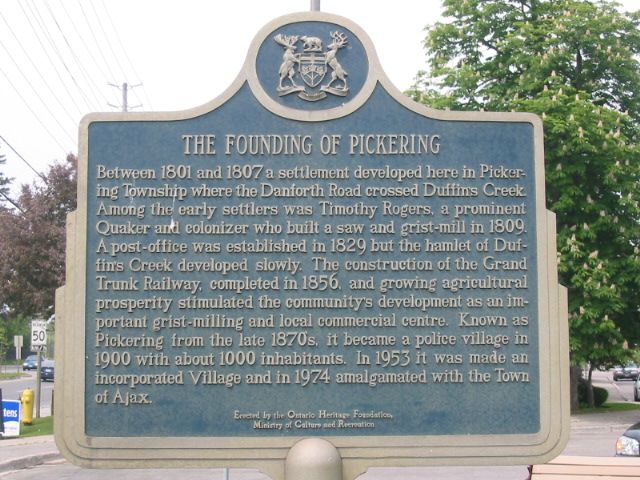 THE FOUNDING OF PICKERING
Between 1801 and 1807 a settlement developed here in Picker-
ing Township where the Danforth Road crossed Duffin's Creek.
Among the early settlers was Timothy Rogers, a prominent
Quaker and colonizer who built a saw and grist-mill in 1809.
A post-office was established in 1829 but the hamlet of Duf-
fin's Creek developed slowly. The construction of the Grand
Trunk Railway, completed in 1856, and growing agricultural
prosperity stimulated the community's development as an im-
portant grist-milling and local commercial centre. Known as
Pickering from the late 1870's, it became a police village in
1900 with about 1000 inhabitants. In 1953 it was made an
incorporated Village and in 1974 amalgamated with the Town
of Ajax.
Erected by the Ontario Heritage Foundation,
Ministry of Culture and Recreation
50